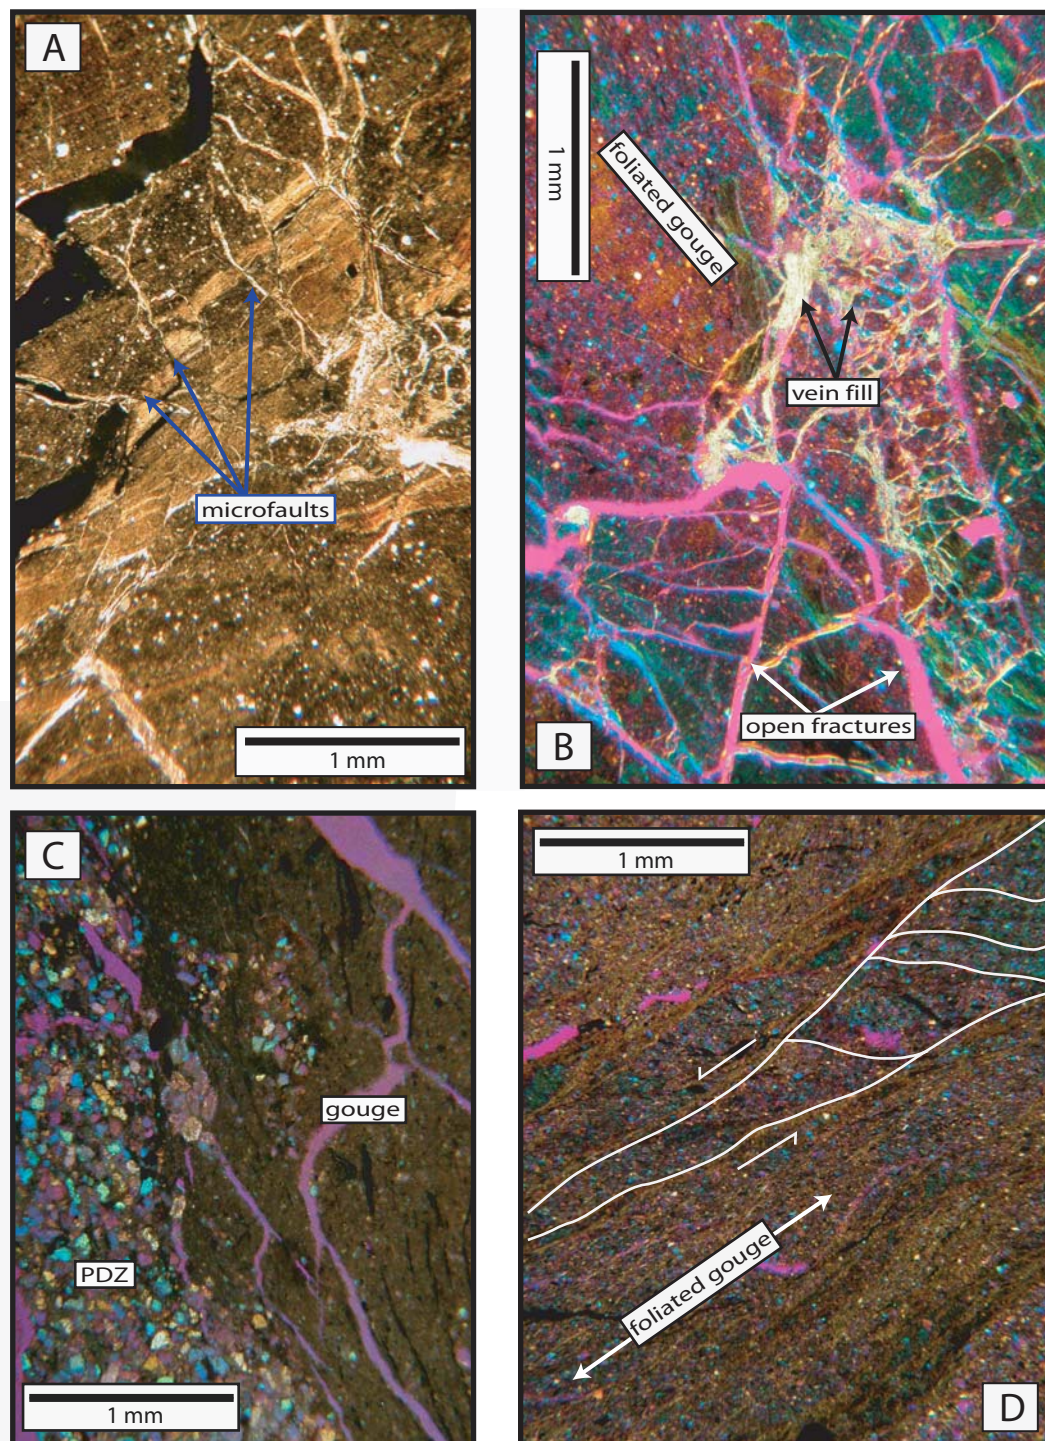 A
microfaults
1 mm
1 mm
foliated gouge
vein fill
open fractures
B
C
gouge
PDZ
1 mm
1 mm
foliated gouge
D